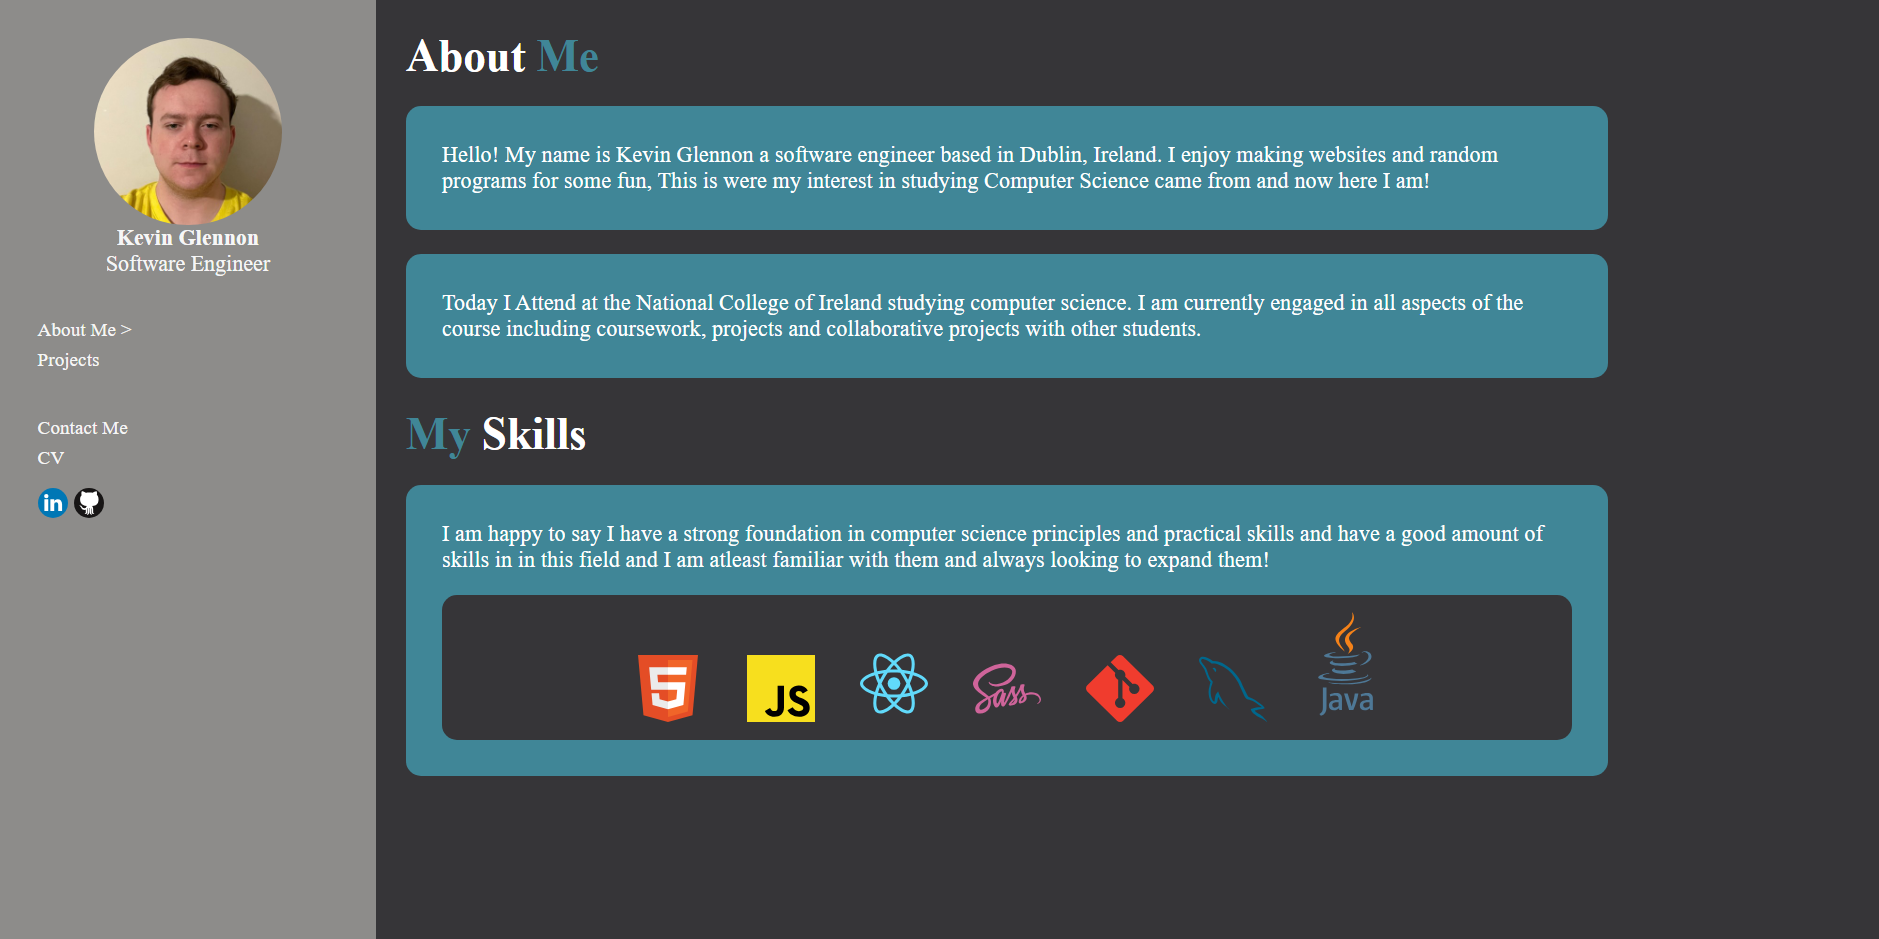 Kevin Glennon
Software Engineer
About Me >
Projects
Contact Me
CV
in
About Me
Hello! My name is Kevin Glennon a software engineer based in Dublin, Ireland. I enjoy making websites and random
programs for some fun, This is were my interest in studying Computer Science came from and now here I am!
Today I Attend at the National College of Ireland studying computer science. I am currently engaged in all aspects of the
course including coursework, projects and collaborative projects with other students.
My Skills
I am happy to say I have a strong foundation in computer science principles and practical skills and have a good amount of
skills in in this field and I am atleast familiar with them and always looking to expand them!
5 JS Sass Java